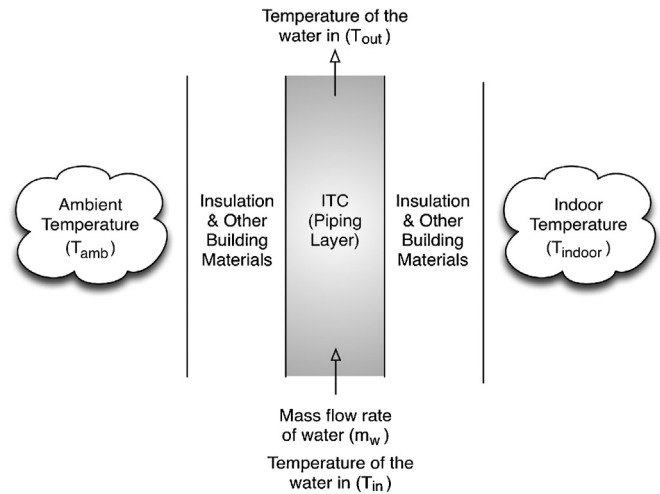 Temperature of the
water in (Tout)
Ambient
Temperature
(Tamb)
Insulation
& Other
Building
Materials
ITC
(Piping
Layer)
Insulation
& Other
Building
Materials
Indoor
Temperature
(Tindoor)
Mass flow rate
of water (mw)
Temperature of the
water in (Tin)